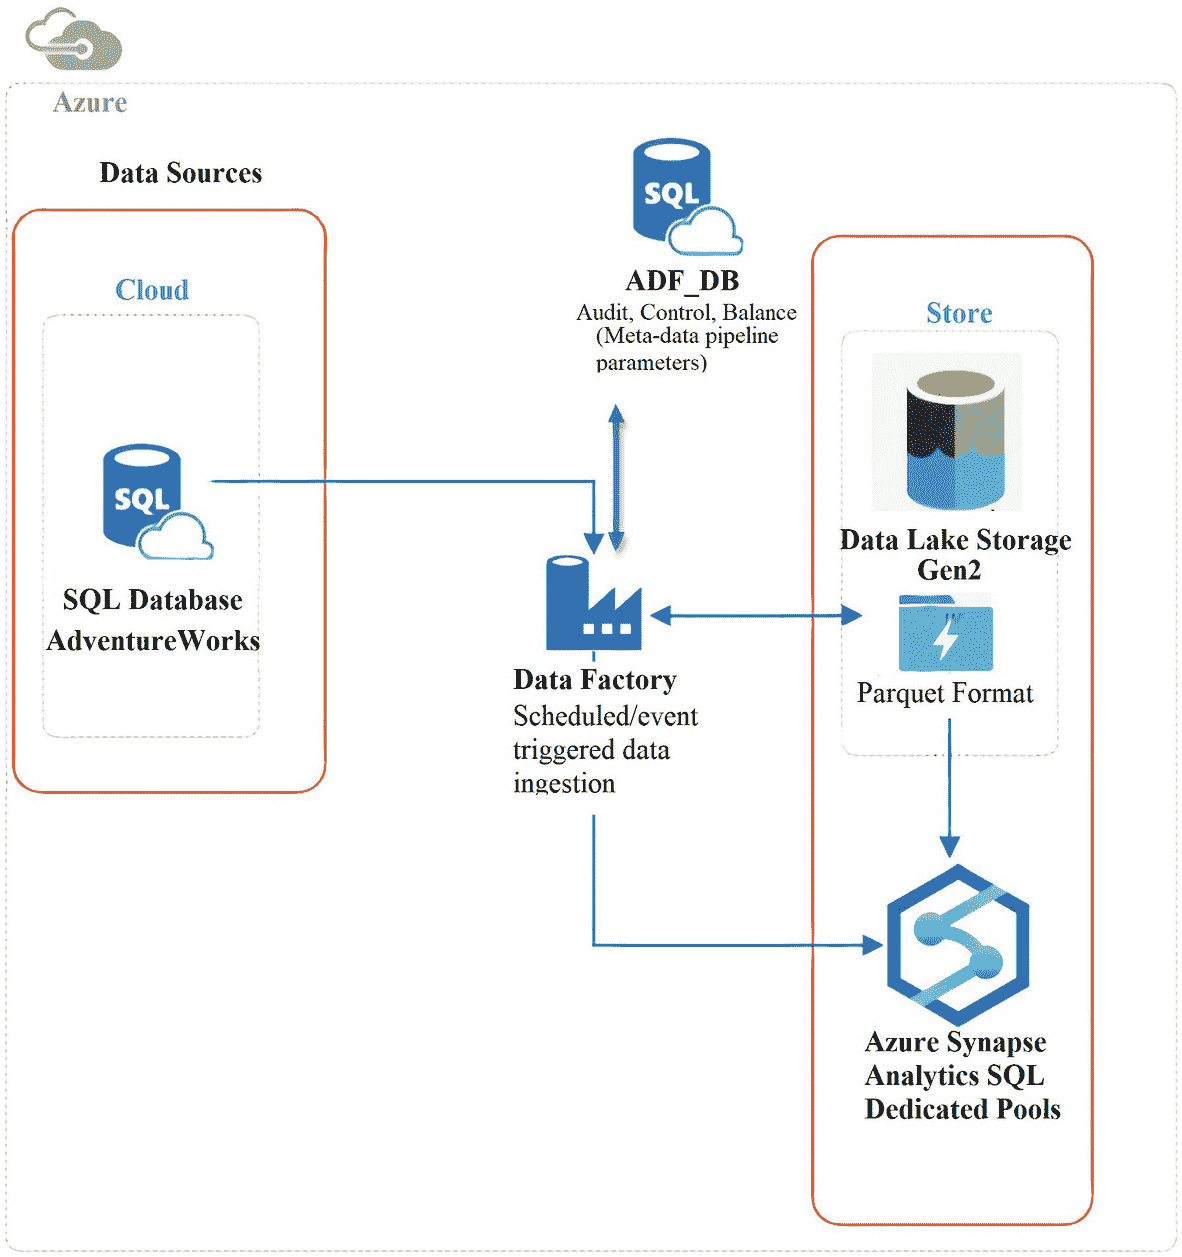 Azure
Data Sources
Cloud
SQL
SQL Database
AdventureWorks
SQL
ADF_DB
Audit, Control, Balance
(Meta-data pipeline
parameters)
Data Factory
Scheduled/event
triggered data
ingestion
Store
Data Lake Storage
Gen2
Parquet Format
Azure Synapse
Analytics SQL
Dedicated Pools